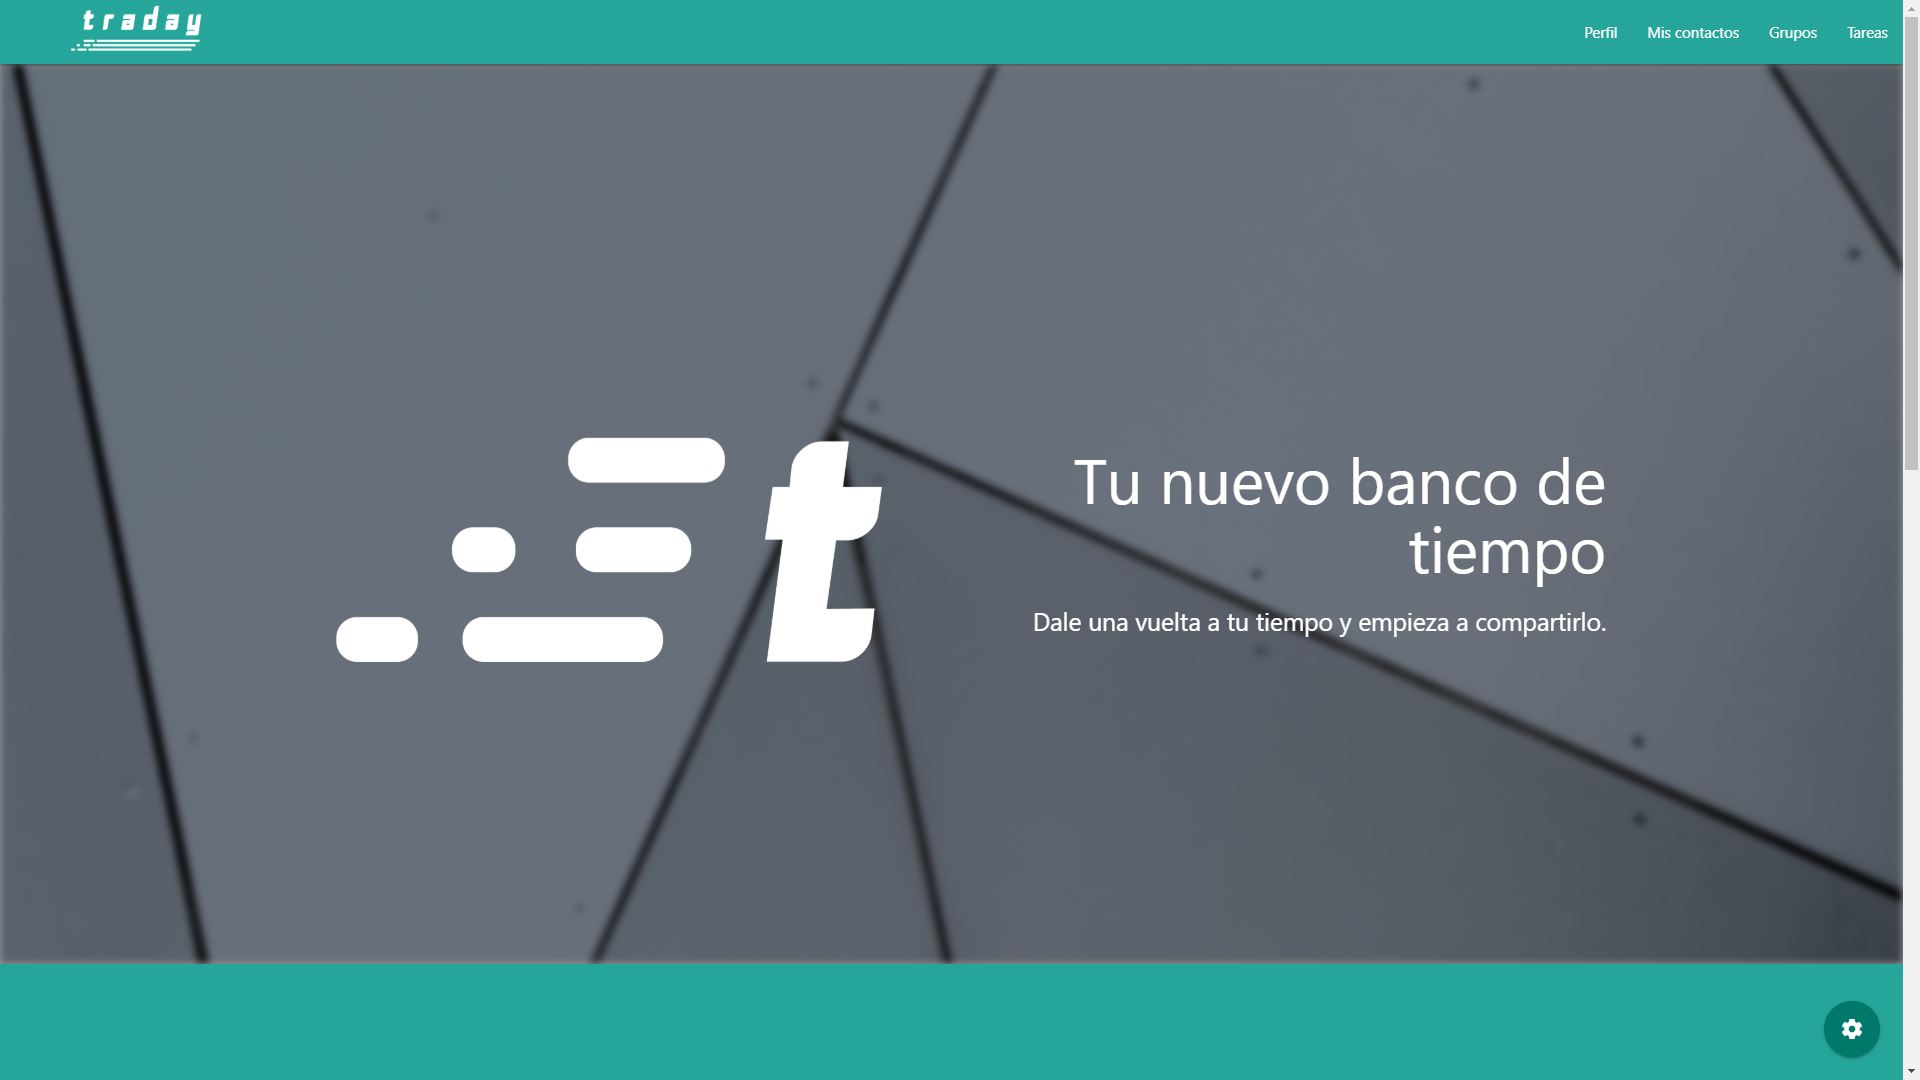 traday
Perfil
Mis contactos
Grupos
Tareas
t
Tu nuevo banco de
tiempo
Dale una vuelta a tu tiempo y empieza a compartirlo.